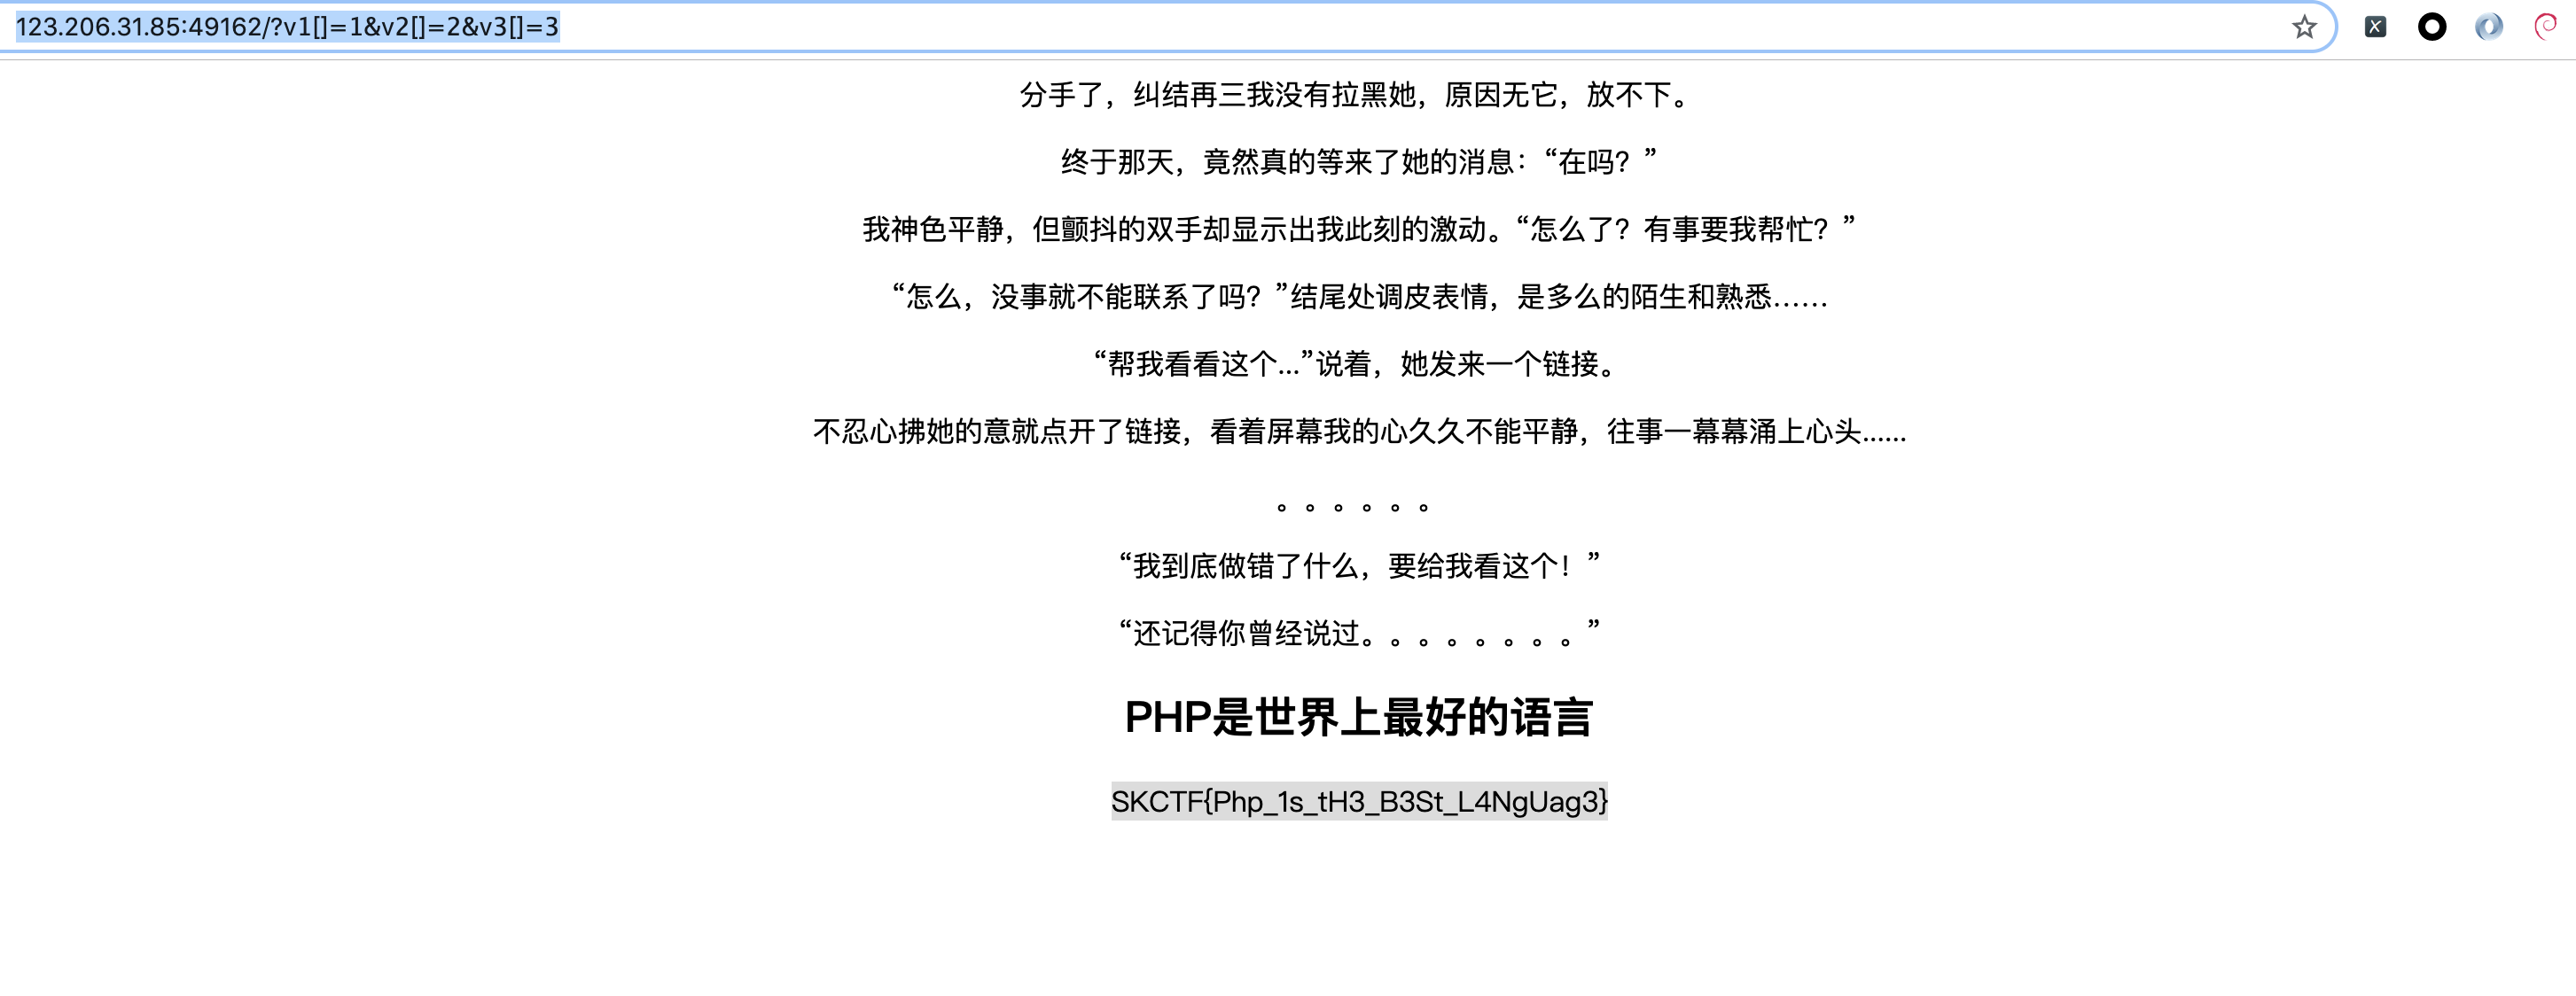 123.206.31.85:49162/?v1[]=1&v2[]=2&v3[]=3
分手了，纠结再三我没有拉黑她，原因无它，放不下。
终于那天，竟然真的等来了她的消息：“在吗？”
我神色平静，但颤抖的双手却显示出我此刻的激动。“怎么了？有事要我帮忙？”
“怎么，没事就不能联系了吗？”结尾处调皮表情，是多么的陌生和熟悉……
“帮我看看这个...”说着，她发来一个链接。
不忍心拂她的意就点开了链接，看着屏幕我的心久久不能平静，往事一幕幕涌上心头......
。。。。。。
“我到底做错了什么，要给我看这个！”
“还记得你曾经说过。。。。。。。。”
PHP是世界上最好的语言
SKCTF{Php_1s_tH3_B3St_L4NgUag3}